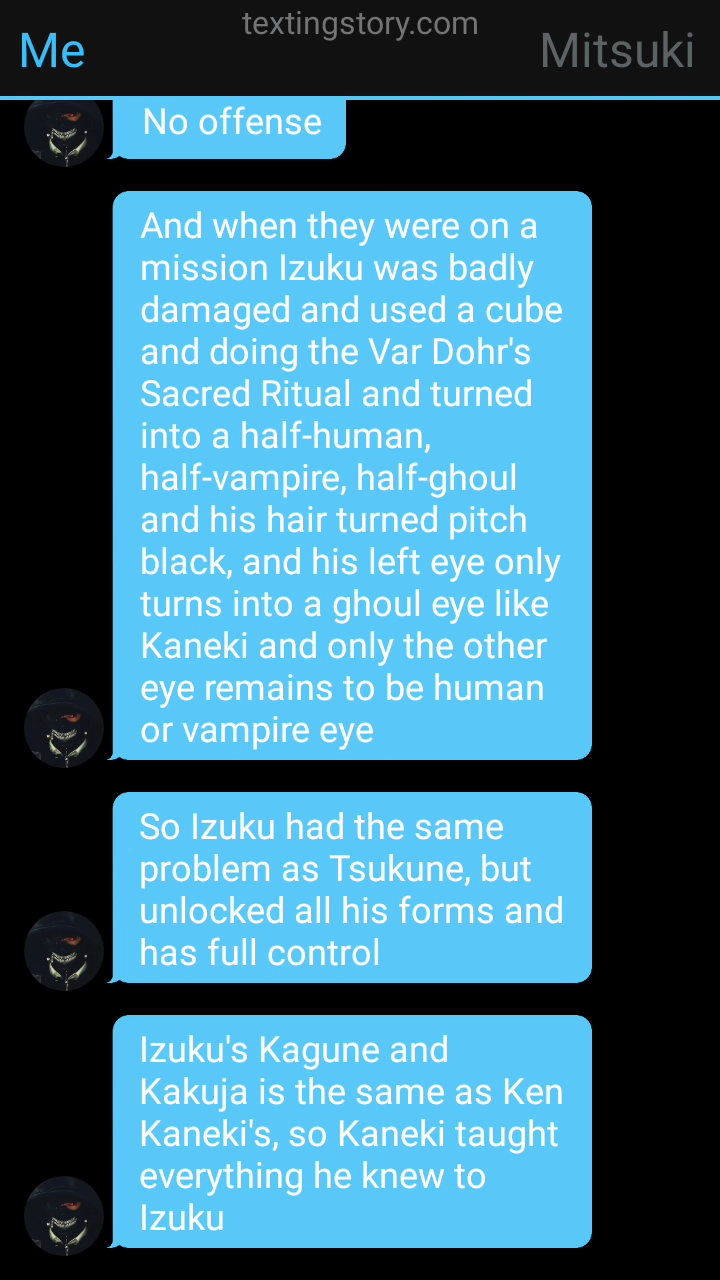 textingstory.com
Me
Mitsuki
No offense
And when they were on a
mission Izuku was badly
damaged and used a cube
and doing the Var Dohr's
Sacred Ritual and turned
into a half-human,
half-vampire, half-ghoul
and his hair turned pitch
black, and his left eye only
turns into a ghoul eye like
Kaneki and only the other
eye remains to be human
or vampire eye
So Izuku had the same
problem as Tsukune, but
unlocked all his forms and
has full control
Izuku's Kagune and
Kakuja is the same as Ken
Kaneki's, so Kaneki taught
everything he knew to
Izuku